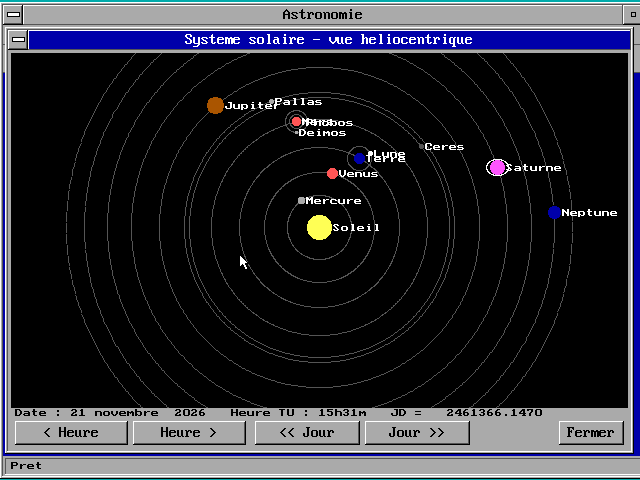 Astronomie
Systeme solaire - vue heliocentrique
Jupiter
Pallas
Phobos
Deimos
Lune
Terre
Ceres
Venus
Saturne
Mercure
Neptune
Soleil
Date : 21 novembre 2026 Heure TU : 15h31m JD = 2461366.1470
< Heure Heure > << Jour Jour >> Fermer
Pret